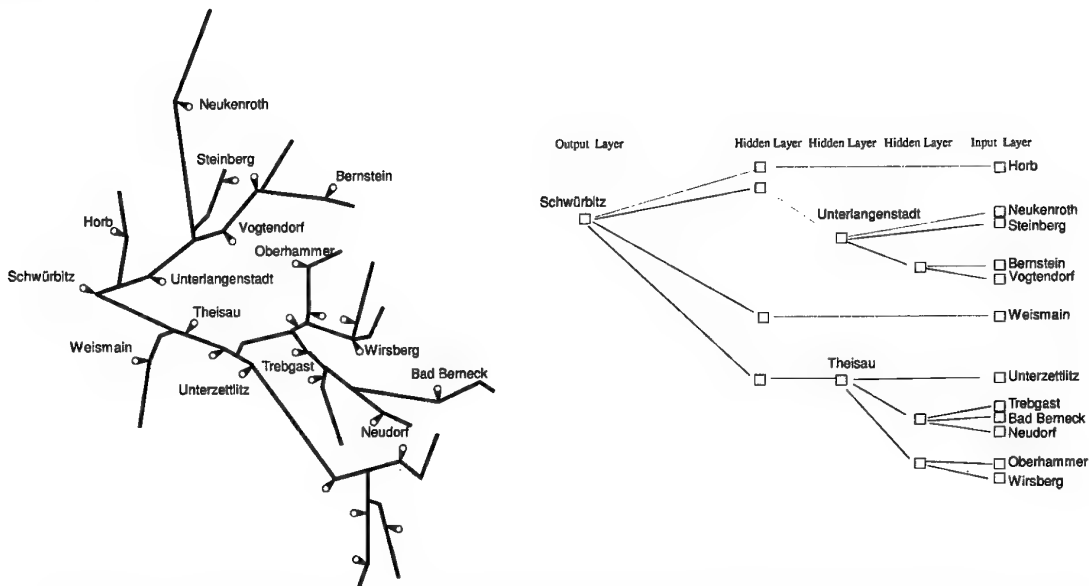 Neukenroth
Steinberg
Bernstein
Horb
Vogtendorf
Oberhammer
Schwürbitz
Unterlangenstadt
Theisau
Weismain
Wirsberg
Trebgast
Unterzettlitz
Bad Berneck
Neudorf
Output Layer
Hidden Layer
Hidden Layer
Hidden Layer
Input Layer
Horb
Schwürbitz
Unterlangenstadt
Neukenroth
Steinberg
Bernstein
Vogtendorf
Weismain
Theisau
Unterzettlitz
Trebgast
Bad Berneck
Neudorf
Oberhammer
Wirsberg